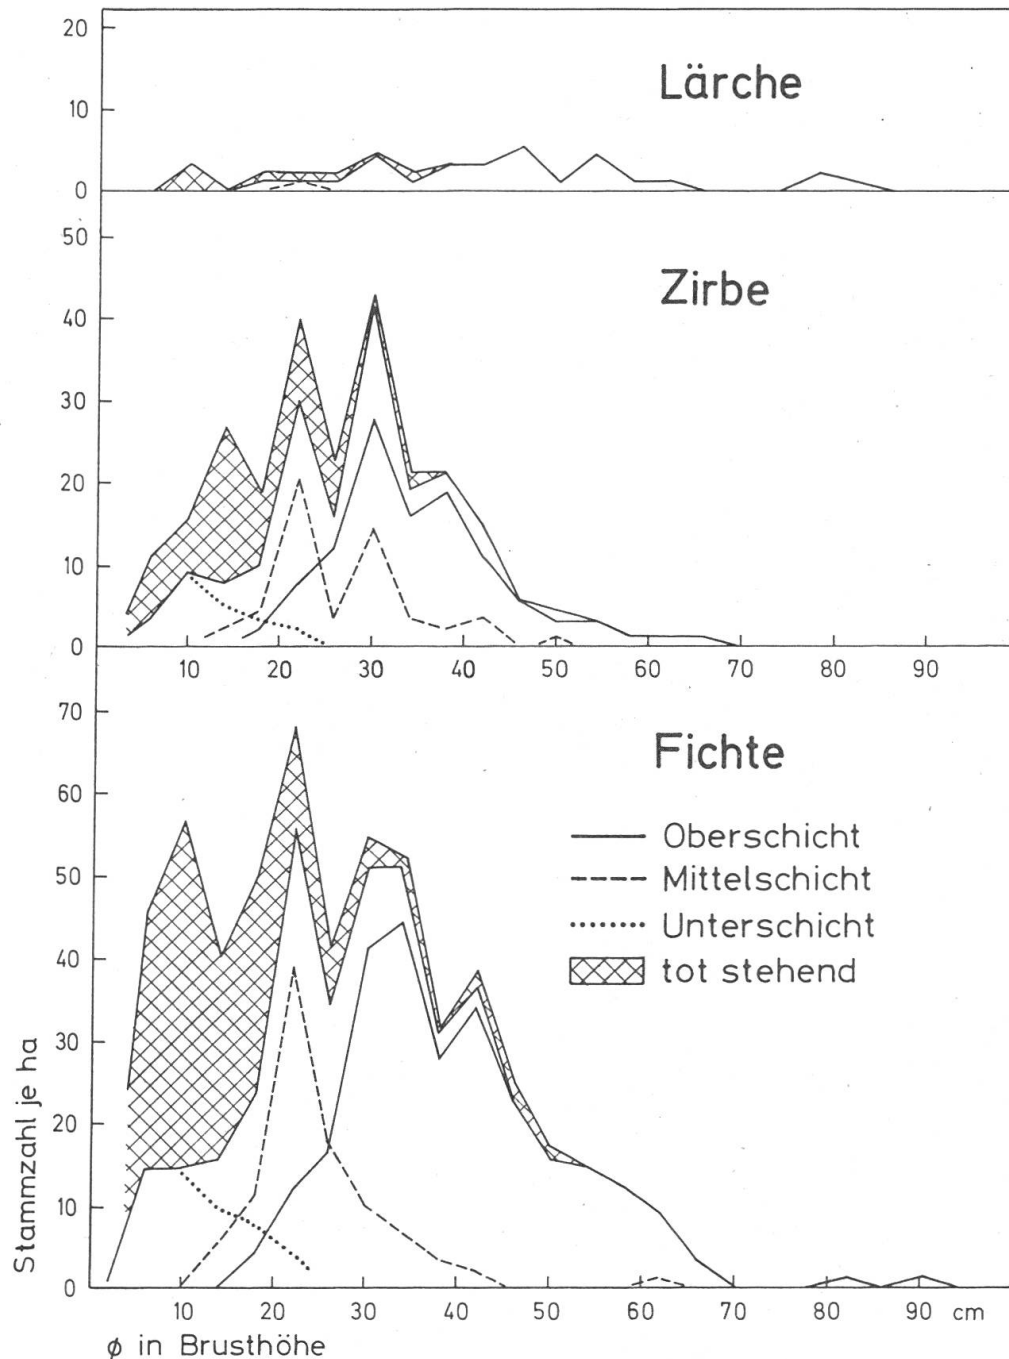 20
Lärche
10
0
50
Zirbe
40
30
20
10
0
10 20 30 40 50 60 70 80 90
70
Fichte
60
Oberschicht
50
Mittelschicht
Unterschicht
40
tot stehend
30
20
10
0
Stammzahl je ha
10 20 30 40 50 60 70 80 90 cm
ϕ in Brusthöhe